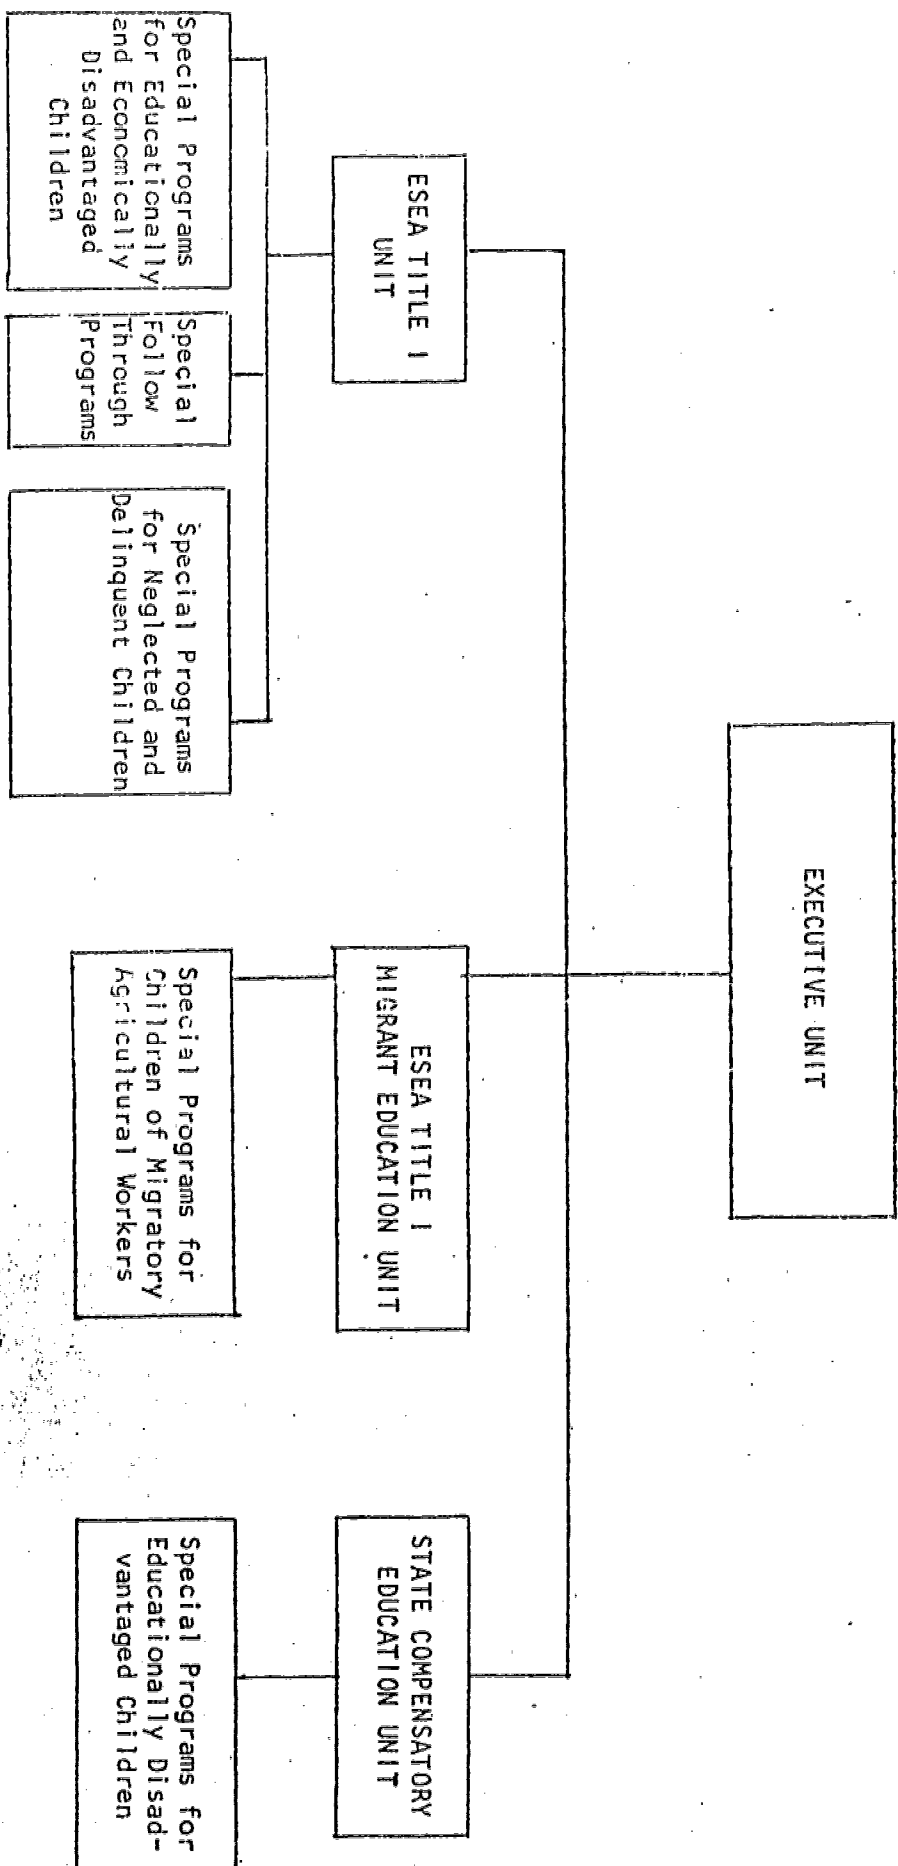 EXECUTIVE UNIT
ESEA TITLE I
UNIT
ESEA TITLE I
MIGRANT EDUCATION UNIT
STATE COMPENSATORY
EDUCATION UNIT
Special Programs
for Educationally
and Economically
Disadvantaged
Children
Special
Follow
Through
Programs
Special Programs
for Neglected and
Delinquent Children
Special Programs for
Children of Migratory
Agricultural Workers
Special Programs for
Educationally Disad-
vantaged Children